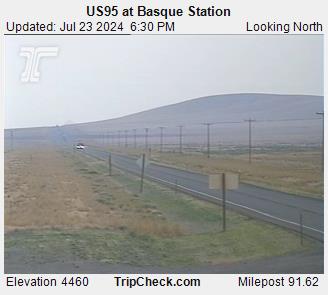 US95 at Basque Station
Updated: Jul 23 2024 6:30 PM Looking North
Elevation 4460 TripCheck.com Milepost 91.62